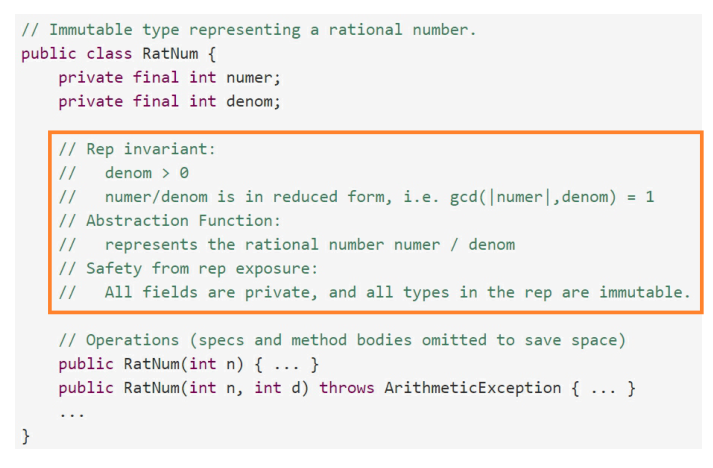 // Immutable type representing a rational number.
public class RatNum {
    private final int numer;
    private final int denom;

    // Rep invariant:
    //   denom > 0
    //   numer/denom is in reduced form, i.e. gcd(|numer|,denom) = 1
    // Abstraction Function:
    //   represents the rational number numer / denom
    // Safety from rep exposure:
    //   All fields are private, and all types in the rep are immutable.

    // Operations (specs and method bodies omitted to save space)
    public RatNum(int n) { ... }
    public RatNum(int n, int d) throws ArithmeticException { ... }
    ...
}